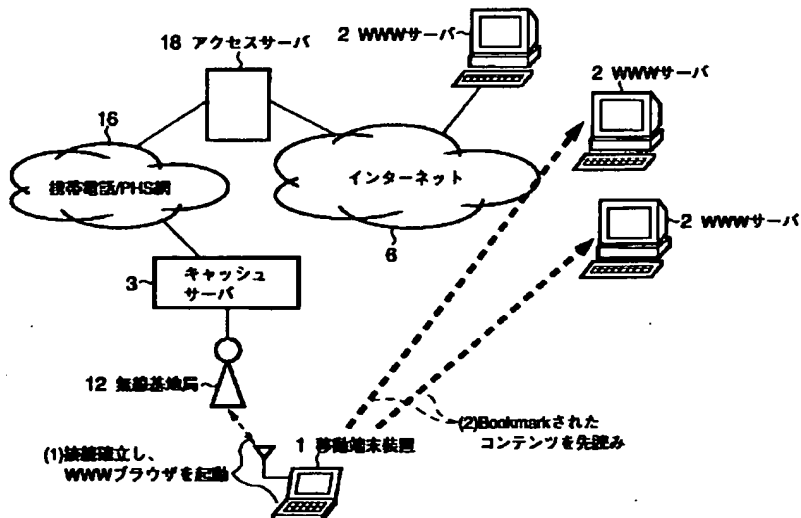 18 アクセスサーバ
2 WWWサーバ
2 WWWサーバ
16
携帯電話/PHS網
インターネット
2 WWWサーバ
6
3
キャッシュ
サーバ
12 無線基地局
(1)接続確立し、
WWWブラウザを起動
1 移動端末装置
(2)Bookmarkされた
コンテンツを先読み